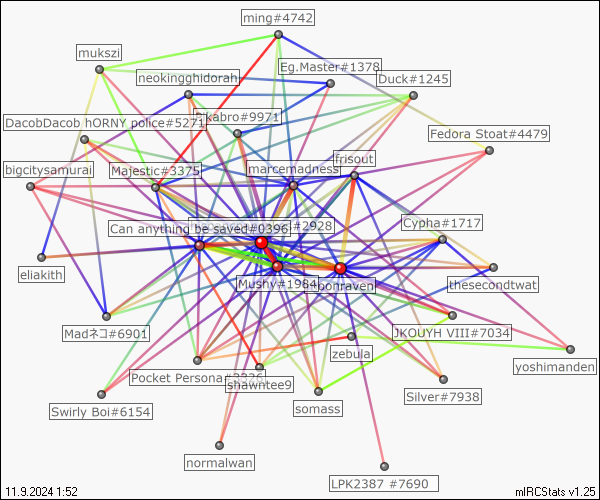 ming#4742
mukszi
Eg.Master#1378
neokingghidorah
Duck#1245
kabro#9971
DacobDacob hORNY police#5271
Fedora Stoat#4479
frisout
marcemadness
bigcitysamurai
Majestic#3375
Cypha#1717
Can anything be saved#0396
#2928
eliakith
Mushy#1984
bonraven
thesecondtwat
Madネコ#6901
JKOUYH VIII#7034
zebula
yoshimanden
Pocket Persona
shawntee9
Silver#7938
Swirly Boi#6154
somass
normalwan
LPK2387 #7690
11.9.2024 1:52
mIRCStats v1.25